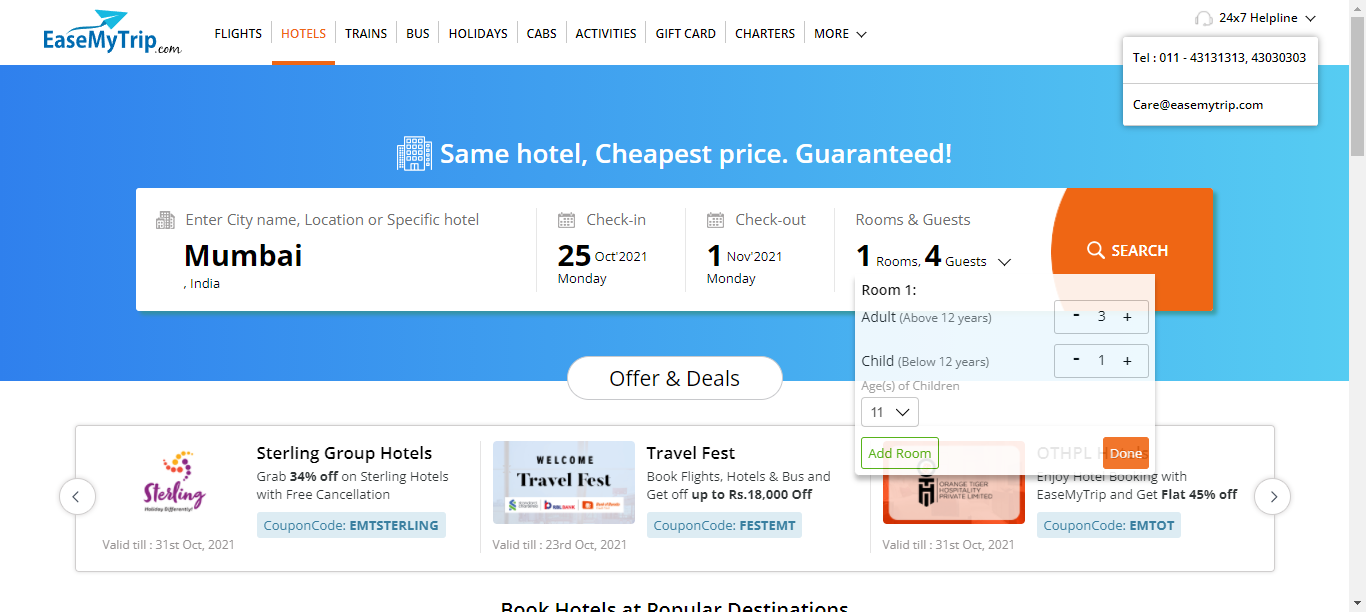 EaseMyTrip.com
FLIGHTS
HOTELS
TRAINS
BUS
HOLIDAYS
CABS
ACTIVITIES
GIFT CARD
CHARTERS
MORE
24x7 Helpline
Tel : 011 - 43131313, 43030303
Care@easemytrip.com
Same hotel, Cheapest price. Guaranteed!
Enter City name, Location or Specific hotel
Mumbai
, India
Check-in
25 Oct'2021
Monday
Check-out
1 Nov'2021
Monday
Rooms & Guests
1 Rooms, 4 Guests
SEARCH
Room 1:
Adult (Above 12 years)
- 3 +
Child (Below 12 years)
- 1 +
Age(s) of Children
11
Add Room
Done
Offer & Deals
Sterling
Holiday Differently!
Sterling Group Hotels
Grab 34% off on Sterling Hotels
with Free Cancellation
CouponCode: EMTSTERLING
Valid till : 31st Oct, 2021
WELCOME
Travel Fest
RBLBANK
Travel Fest
Book Flights, Hotels & Bus and
Get off up to Rs.18,000 Off
CouponCode: FESTEMT
Valid till : 23rd Oct, 2021
ORANGE TIGER
HOSPITALITY
PRIVATE LIMITED
OTHPL
Enjoy Hotel Booking with
EaseMyTrip and Get Flat 45% off
CouponCode: EMTOT
Valid till : 31st Oct, 2021
Book Hotels at Popular Destinations